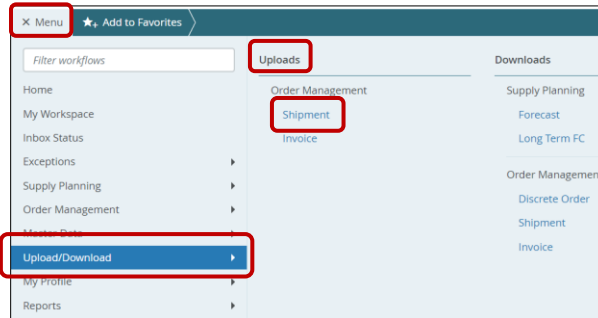 × Menu ★+ Add to Favorites
Filter workflows
Home
My Workspace
Inbox Status
Exceptions
Supply Planning
Order Management
Master Data
Upload/Download
My Profile
Reports
Uploads
Order Management
Shipment
Invoice
Downloads
Supply Planning
Forecast
Long Term FC
Order Managemen
Discrete Order
Shipment
Invoice